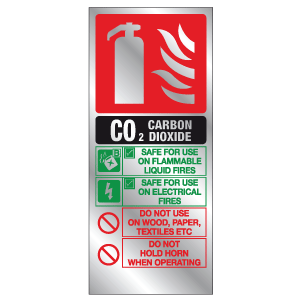 CO2 CARBON
DIOXIDE
SAFE FOR USE
ON FLAMMABLE
LIQUID FIRES
SAFE FOR USE
ON ELECTRICAL
FIRES
DO NOT USE
ON WOOD, PAPER,
TEXTILES ETC
DO NOT
HOLD HORN
WHEN OPERATING